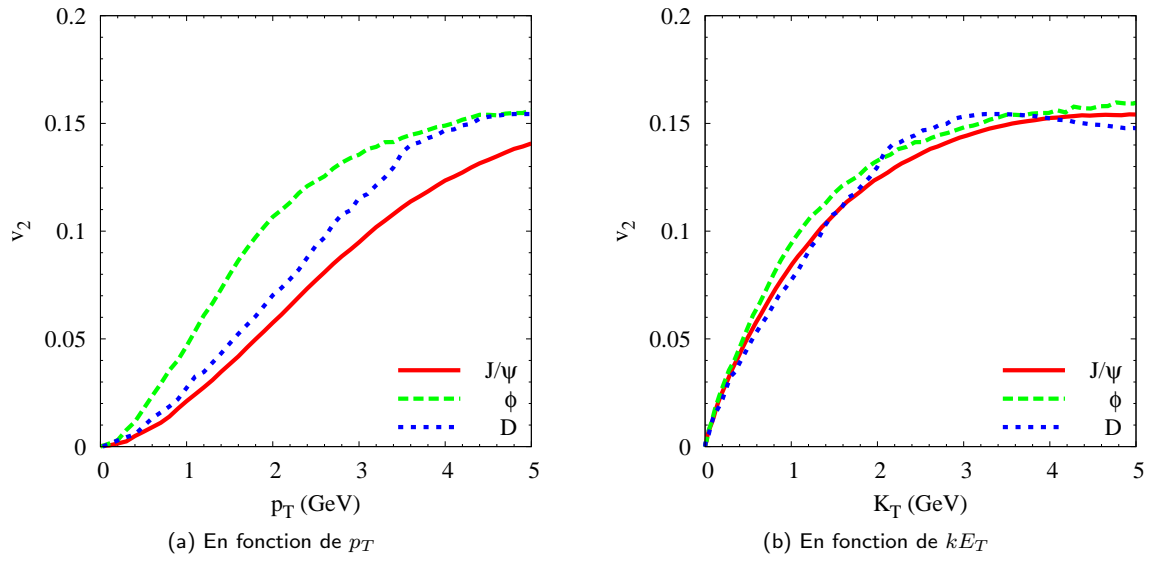 0.2
0.15
0.1
0.05
0
v2
J/ψ
ϕ
D
0 1 2 3 4 5
pT (GeV)
(a) En fonction de pT
0.2
0.15
0.1
0.05
0
v2
J/ψ
ϕ
D
0 1 2 3 4 5
KT (GeV)
(b) En fonction de kET